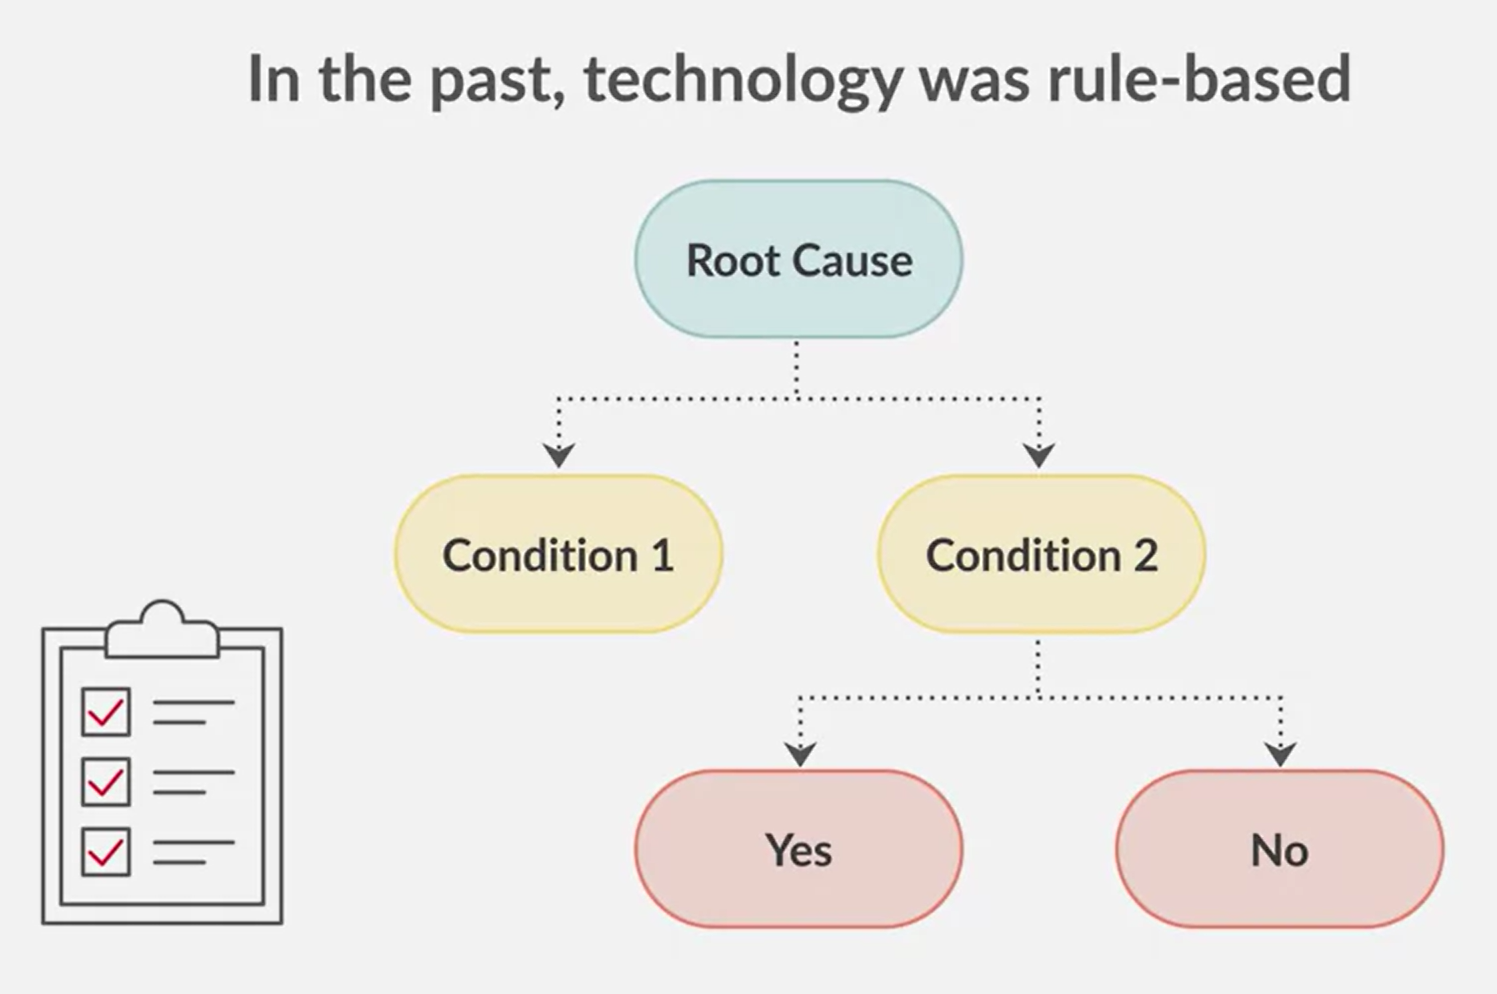 In the past, technology was rule-based
Root Cause
Condition 1
Condition 2
Yes
No